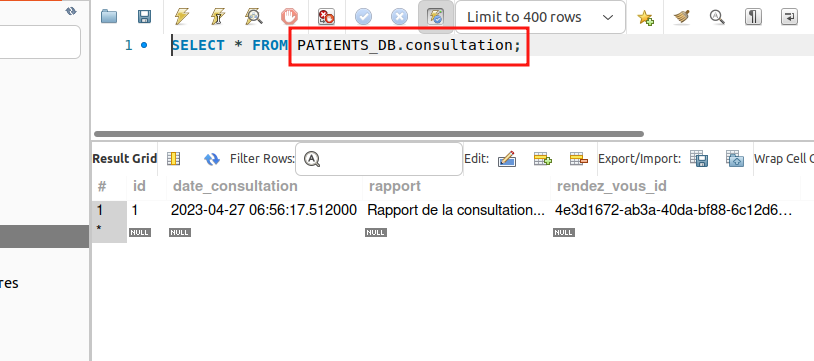 Limit to 400 rows
1 SELECT * FROM PATIENTS_DB.consultation;
Result Grid Filter Rows: Edit: Export/Import: Wrap Cell C
# id date_consultation rapport rendez_vous_id
1 1 2023-04-27 06:56:17.512000 Rapport de la consultation... 4e3d1672-ab3a-40da-bf88-6c12d6...
* NULL NULL NULL NULL
res